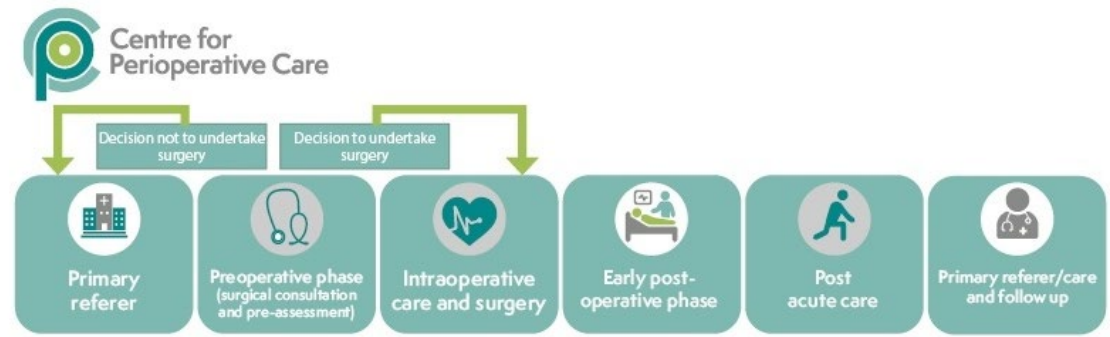 Centre for
Perioperative Care
Decision not to undertake
surgery
Decision to undertake
surgery
Primary
referer
Preoperative phase
(surgical consultation
and pre-assessment)
Intraoperative
care and surgery
Early post-
operative phase
Post
acute care
Primary referer/care
and follow up